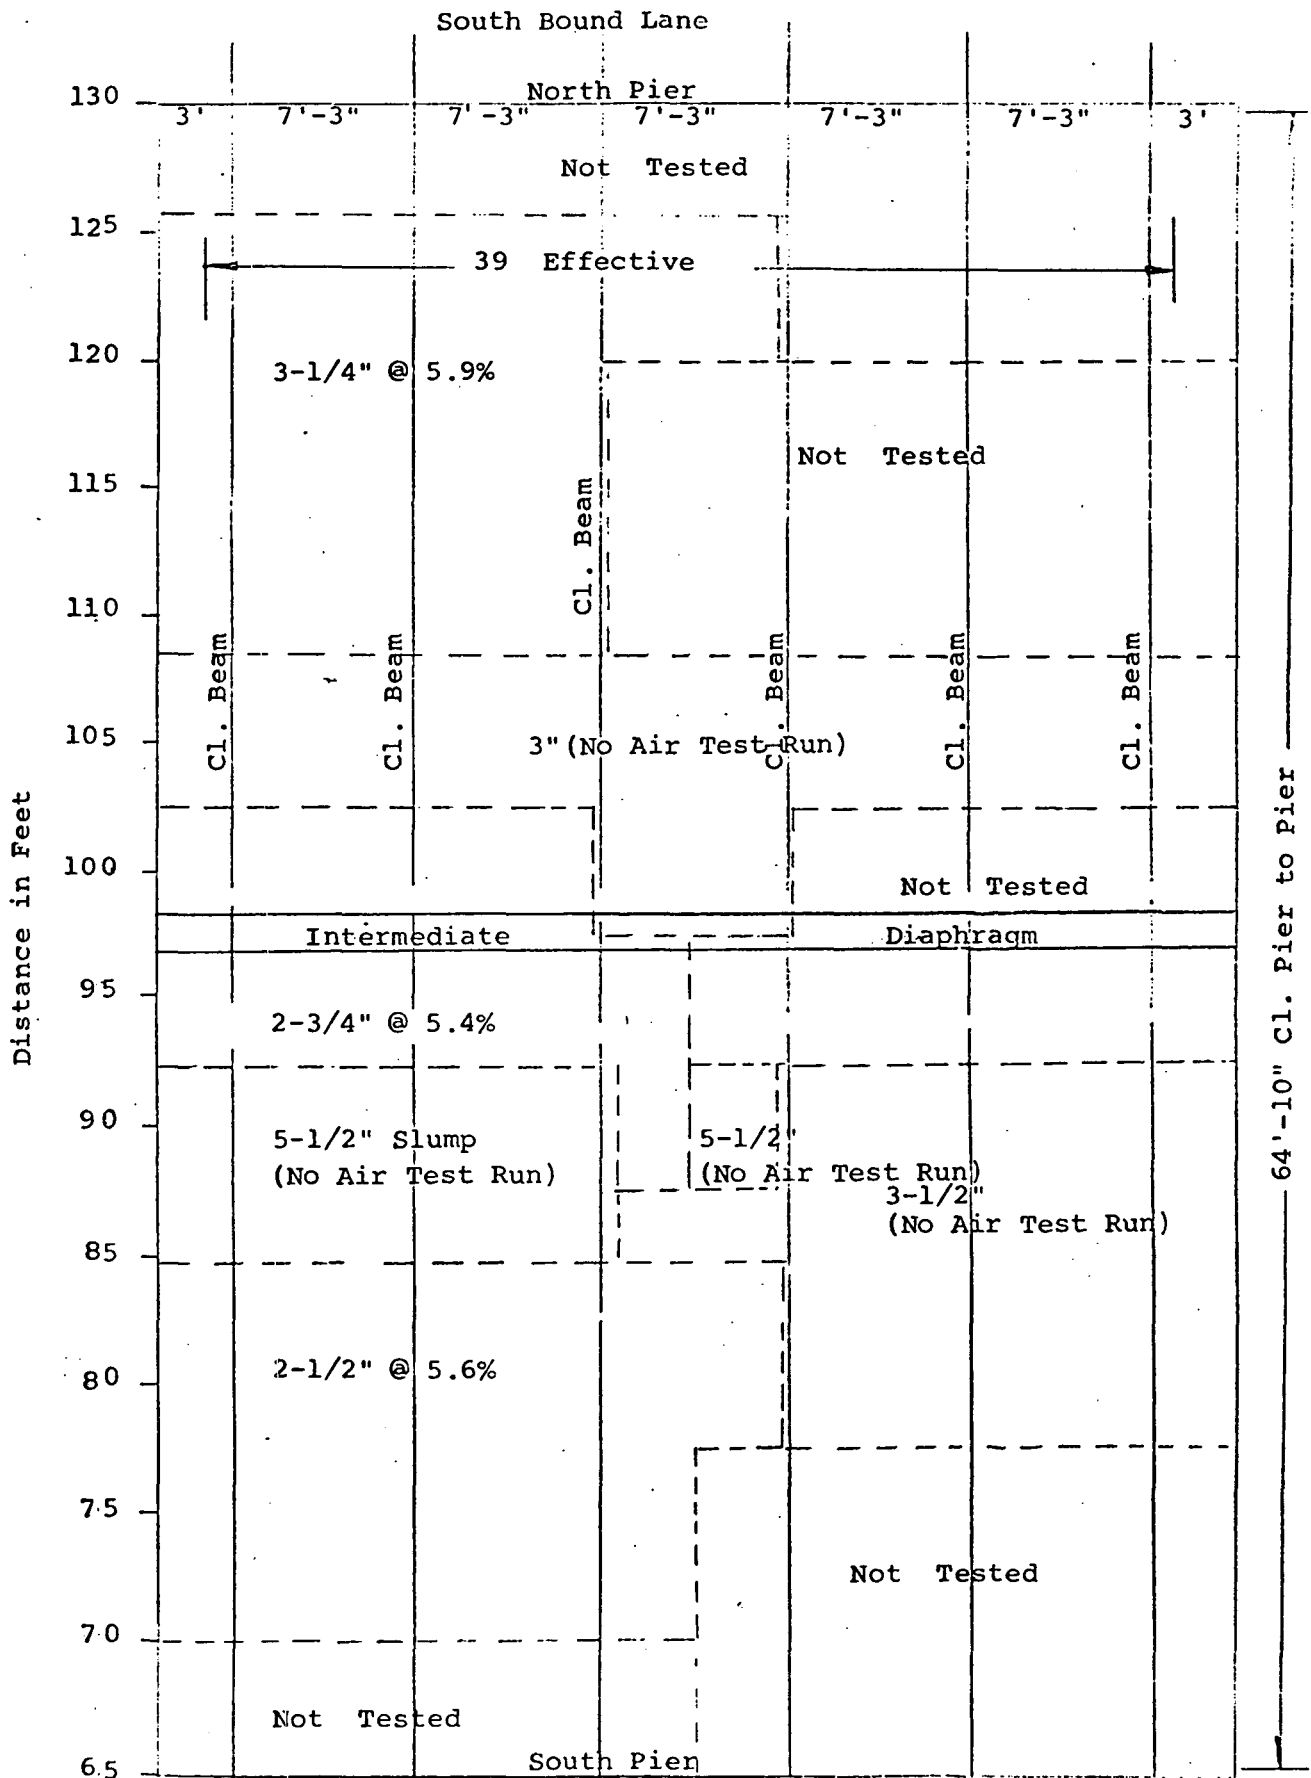 South Bound Lane
North Pier
130
3' 7'-3" 7'-3" 7'-3" 7'-3" 7'-3" 3'
Not Tested
125
39 Effective
120
3-1/4" @ 5.9%
Not Tested
115
Cl. Beam
110
Cl. Beam
Cl. Beam
Cl. Beam
Cl. Beam
Cl. Beam
105
3" (No Air Test Run)
Distance in Feet
64'-10" Cl. Pier to Pier
100
Not Tested
Intermediate Diaphragm
95
2-3/4" @ 5.4%
90
5-1/2" Slump
(No Air Test Run)
5-1/2"
(No Air Test Run)
3-1/2"
(No Air Test Run)
85
80
2-1/2" @ 5.6%
75
Not Tested
70
Not Tested
South Pier
65